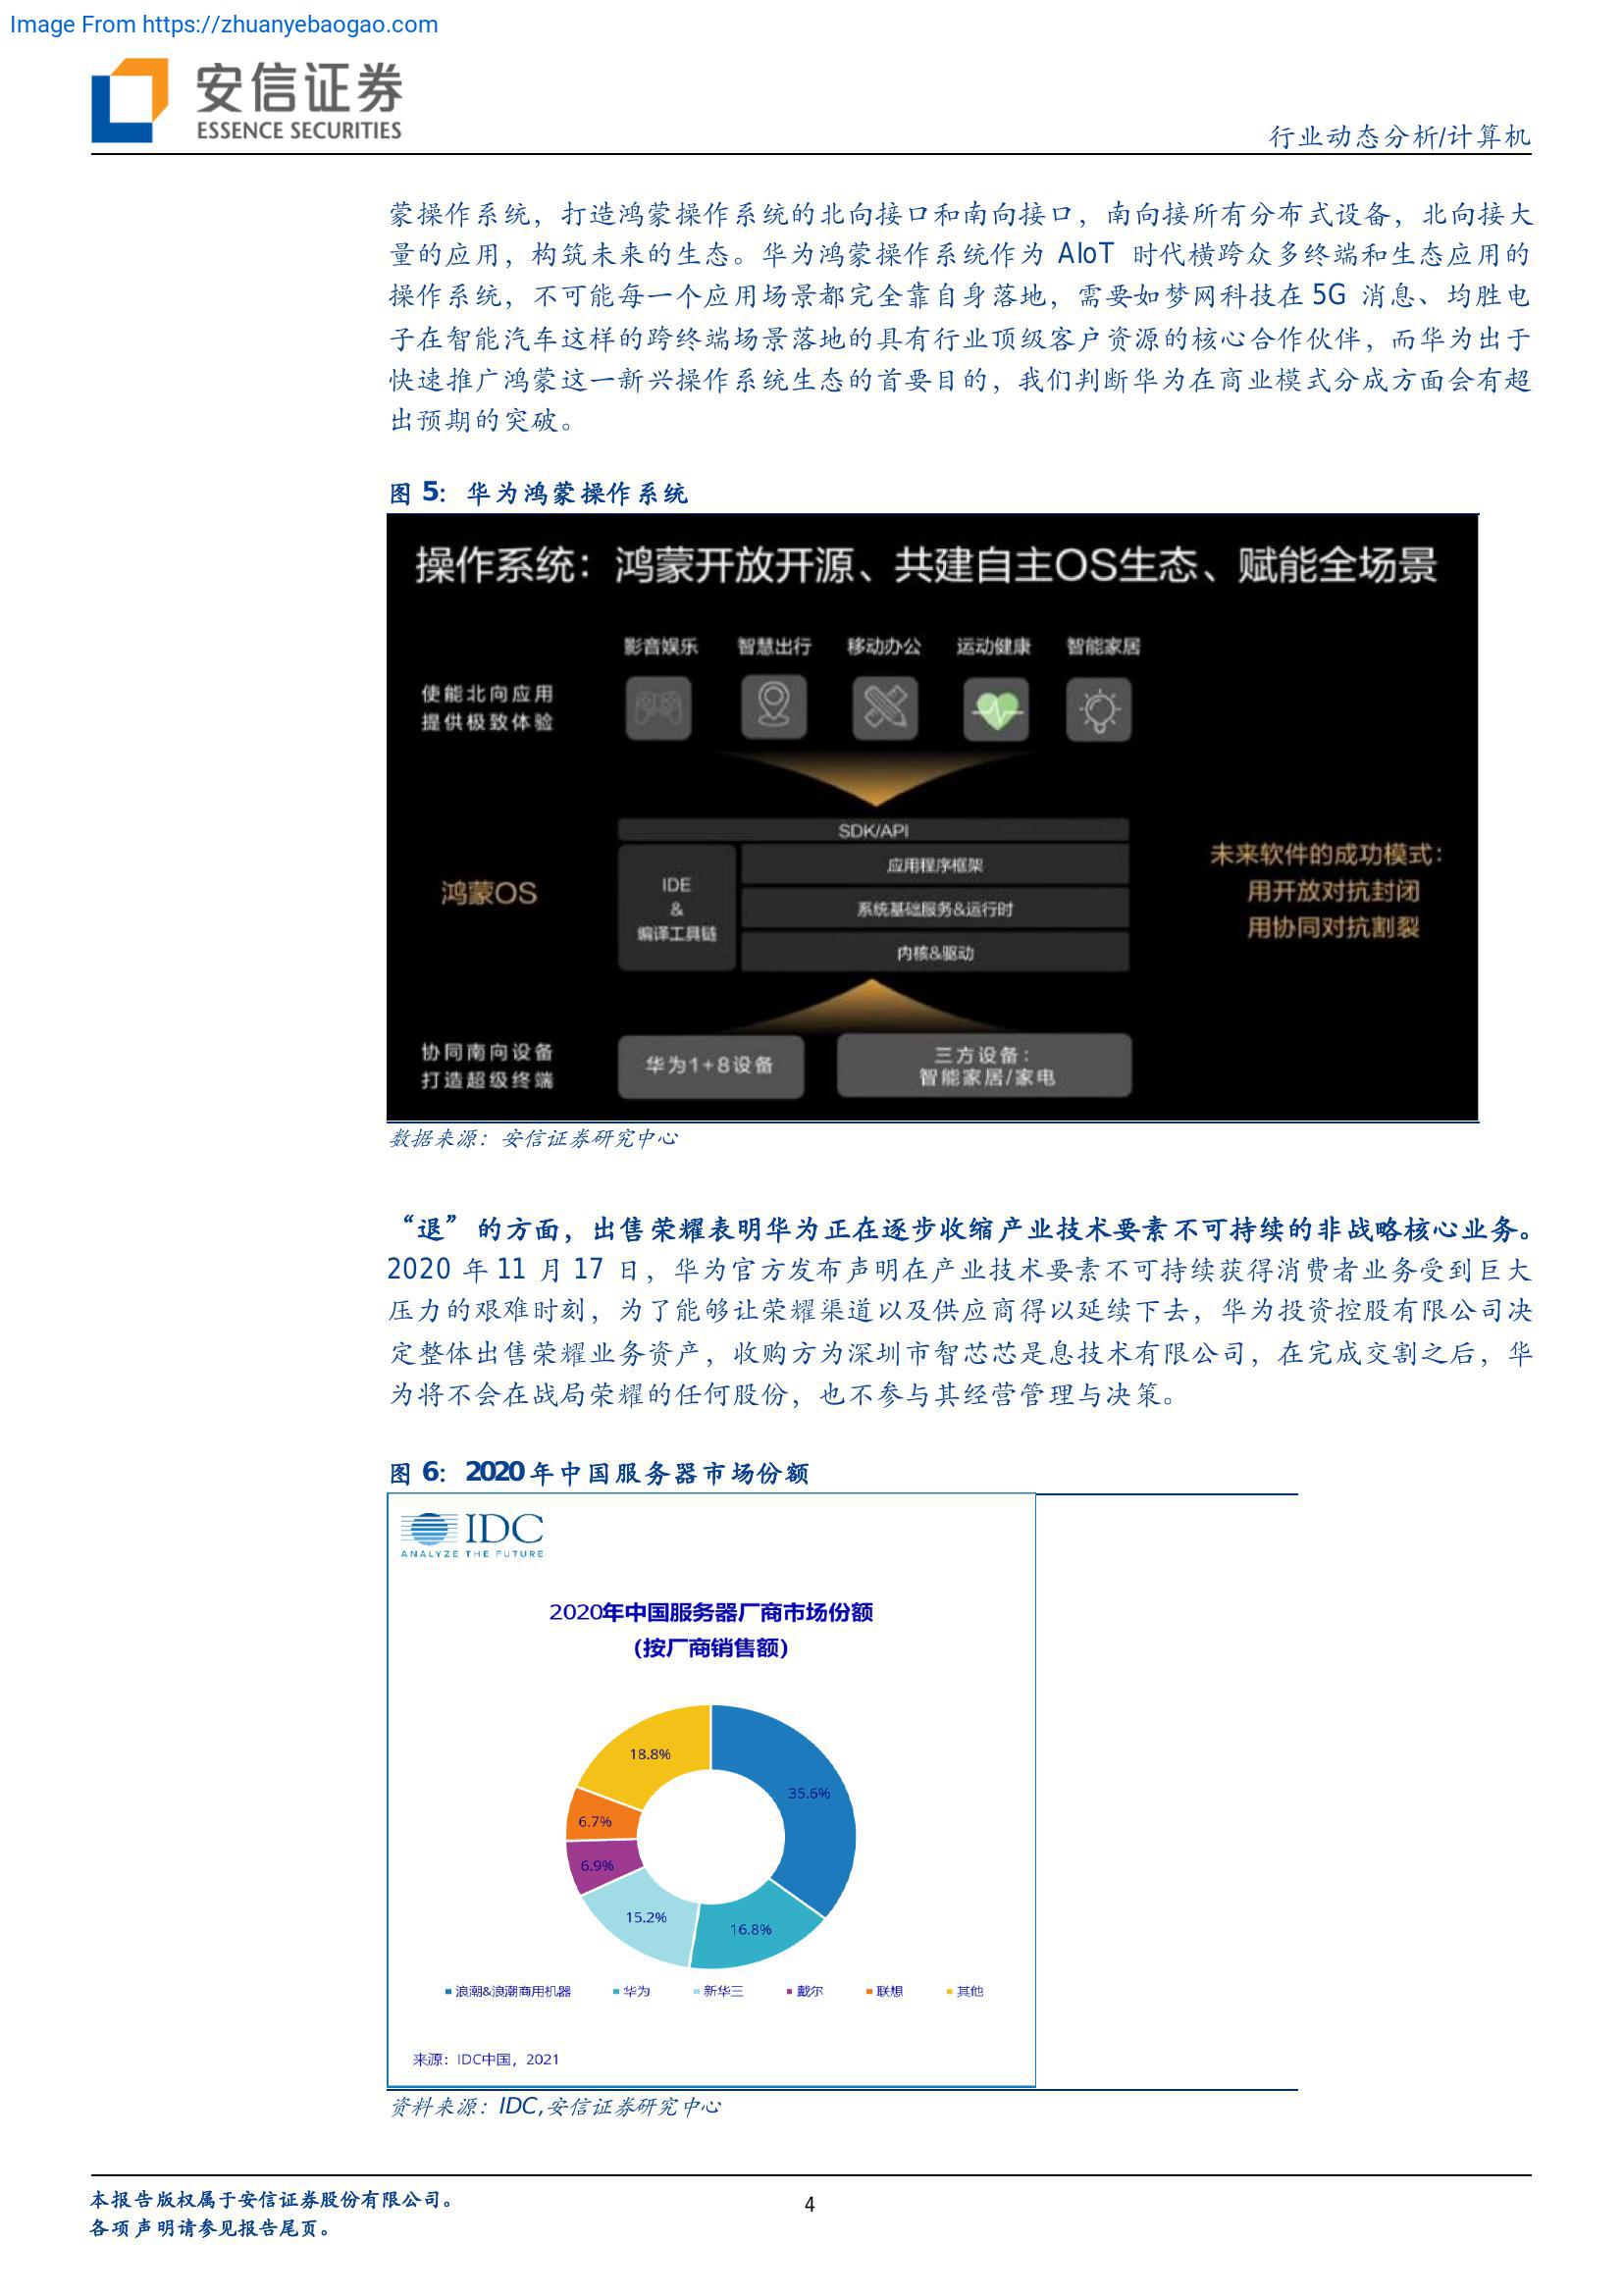 Image From https://zhuanyebaogao.com
安信证券
ESSENCE SECURITIES
行业动态分析/计算机
蒙操作系统，打造鸿蒙操作系统的北向接口和南向接口，南向接所有分布式设备，北向接大
量的应用，构筑未来的生态。华为鸿蒙操作系统作为 AIoT 时代横跨众多终端和生态应用的
操作系统，不可能每一个应用场景都完全靠自身落地，需要如梦网科技在 5G 消息、均胜电
子在智能汽车这样的跨终端场景落地的具有行业顶级客户资源的核心合作伙伴，而华为出于
快速推广鸿蒙这一新兴操作系统生态的首要目的，我们判断华为在商业模式分成方面会有超
出预期的突破。
图 5：华为鸿蒙操作系统
操作系统：鸿蒙开放开源、共建自主OS生态、赋能全场景
影音娱乐 智慧出行 移动办公 运动健康 智能家居
使能北向应用
提供极致体验
SDK/API
应用程序框架
IDE
&
编译工具链
系统基础服务&运行时
内核&驱动
鸿蒙OS
未来软件的成功模式：
用开放对抗封闭
用协同对抗割裂
协同南向设备
打造超级终端
华为1+8设备
三方设备：
智能家居/家电
数据来源：安信证券研究中心
“退”的方面，出售荣耀表明华为正在逐步收缩产业技术要素不可持续的非战略核心业务。
2020 年 11 月 17 日，华为官方发布声明在产业技术要素不可持续获得消费者业务受到巨大
压力的艰难时刻，为了能够让荣耀渠道以及供应商得以延续下去，华为投资控股有限公司决
定整体出售荣耀业务资产，收购方为深圳市智芯芯是息技术有限公司，在完成交割之后，华
为将不会在战局荣耀的任何股份，也不参与其经营管理与决策。
图 6：2020 年中国服务器市场份额
IDC
ANALYZE THE FUTURE
2020年中国服务器厂商市场份额
(按厂商销售额)
18.8%
35.6%
6.7%
6.9%
15.2%
16.8%
浪潮&浪潮商用机器 华为 新华三 戴尔 联想 其他
来源：IDC中国，2021
资料来源：IDC,安信证券研究中心
本报告版权属于安信证券股份有限公司。
4
各项声明请参见报告尾页。